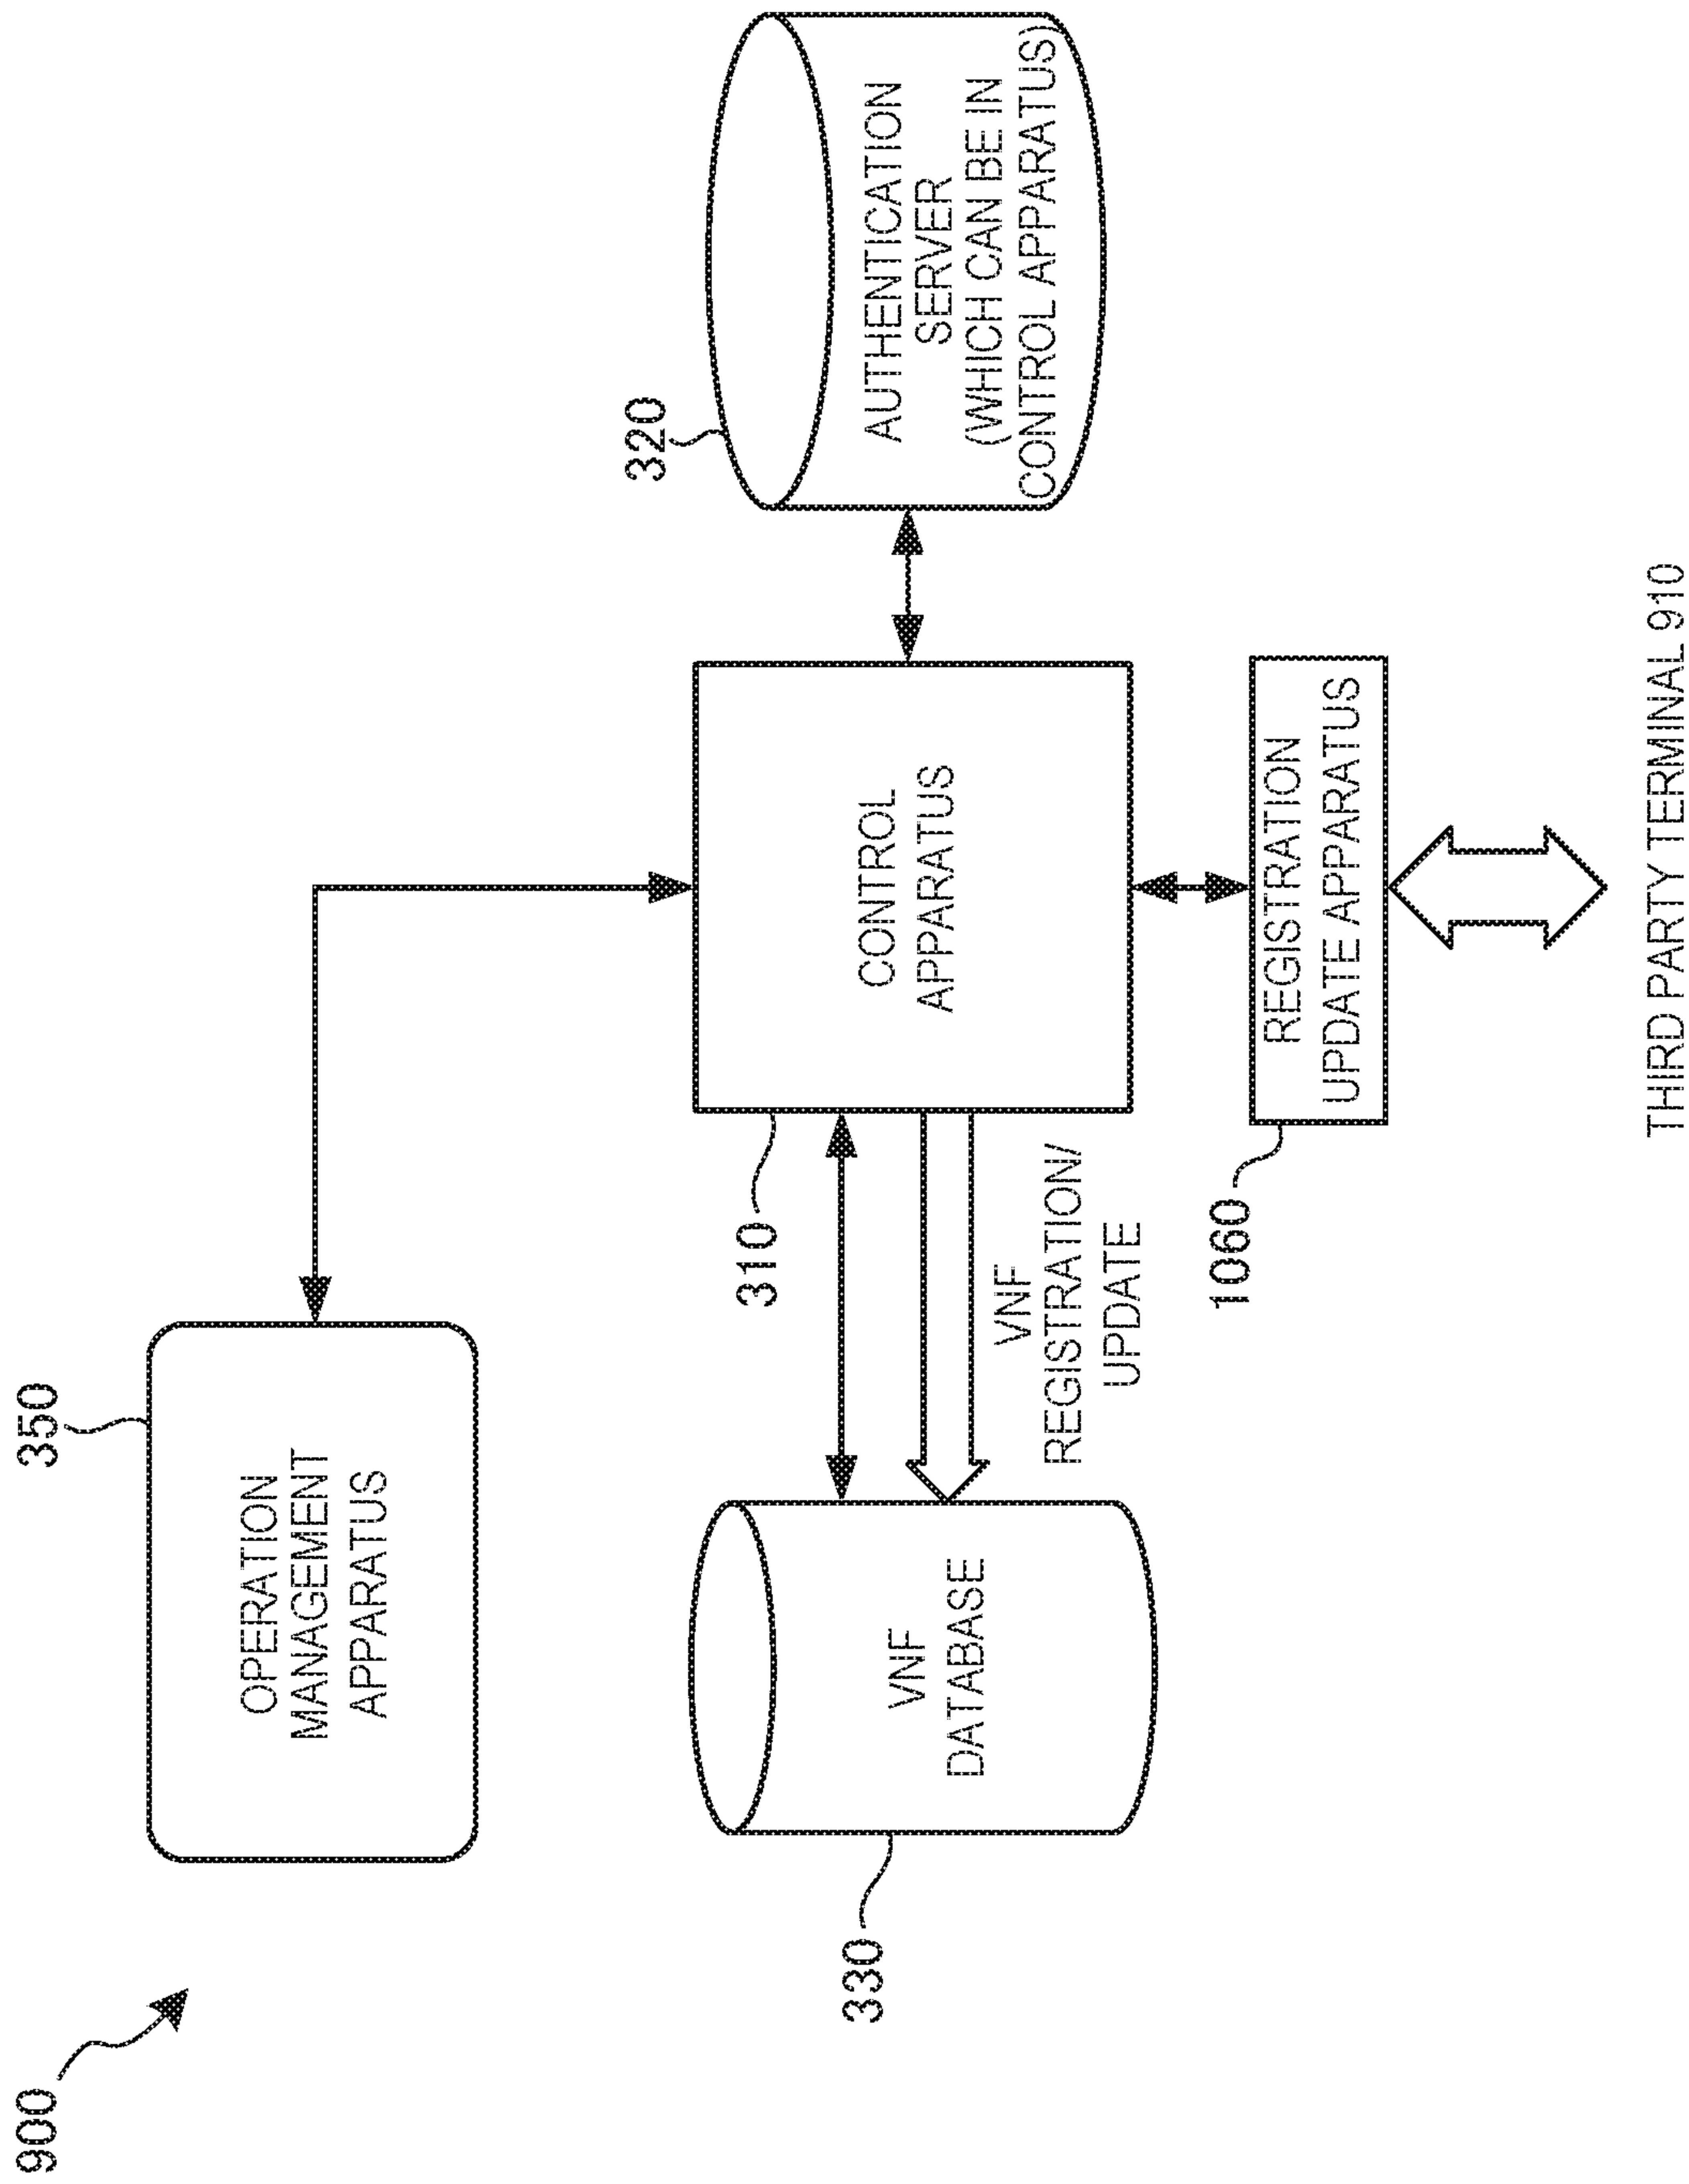 900
350
OPERATION
MANAGEMENT
APPARATUS
330
VNF
DATABASE
VNF
REGISTRATION/
UPDATE
310
CONTROL
APPARATUS
320
AUTHENTICATION
SERVER
(WHICH CAN BE IN
CONTROL APPARATUS)
1060
REGISTRATION
UPDATE APPARATUS
THIRD PARTY TERMINAL 910